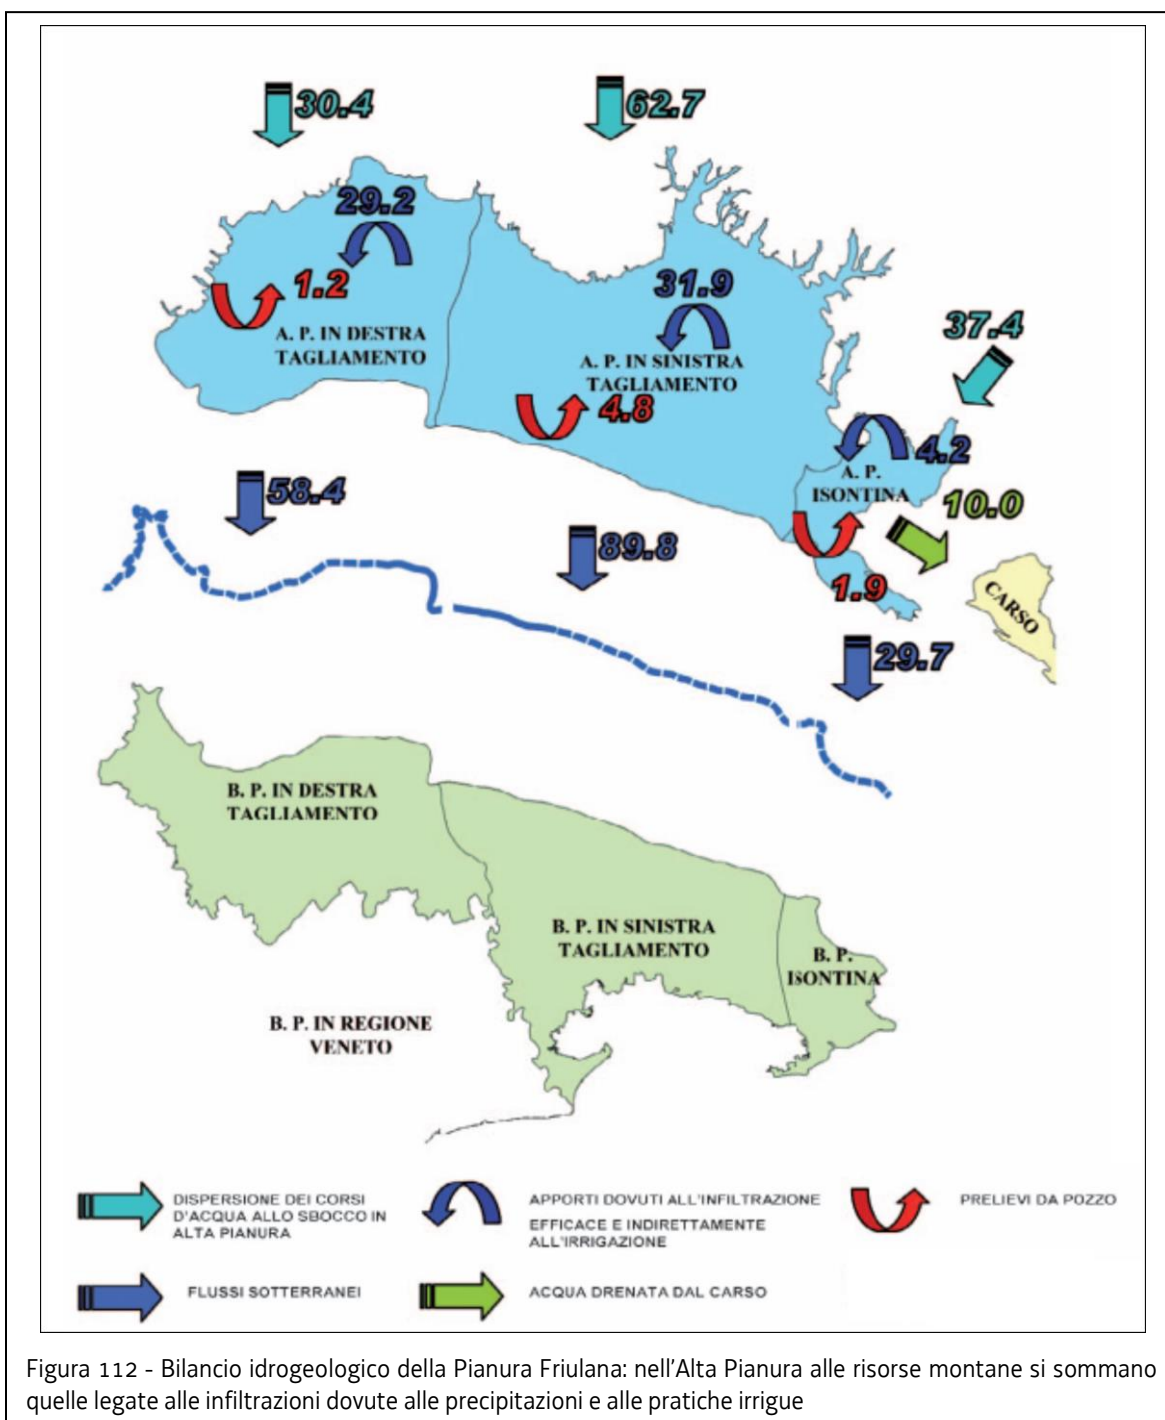 30.4
62.7
29.2
1.2
31.9
37.4
A. P. IN DESTRA
TAGLIAMENTO
A. P. IN SINISTRA
TAGLIAMENTO
4.8
4.2
A. P.
ISONTINA
10.0
58.4
89.8
1.9
CARSO
29.7
B. P. IN DESTRA
TAGLIAMENTO
B. P. IN SINISTRA
TAGLIAMENTO
B. P.
ISONTINA
B. P. IN REGIONE
VENETO
DISPERSIONE DEI CORSI
D'ACQUA ALLO SBOCCO IN
ALTA PIANURA
APPORTI DOVUTI ALL'INFILTRAZIONE
EFFICACE E INDIRETTAMENTE
ALL'IRRIGAZIONE
PRELIEVI DA POZZO
FLUSSI SOTTERRANEI
ACQUA DRENATA DAL CARSO
Figura 112 - Bilancio idrogeologico della Pianura Friulana: nell'Alta Pianura alle risorse montane si sommano
quelle legate alle infiltrazioni dovute alle precipitazioni e alle pratiche irrigue